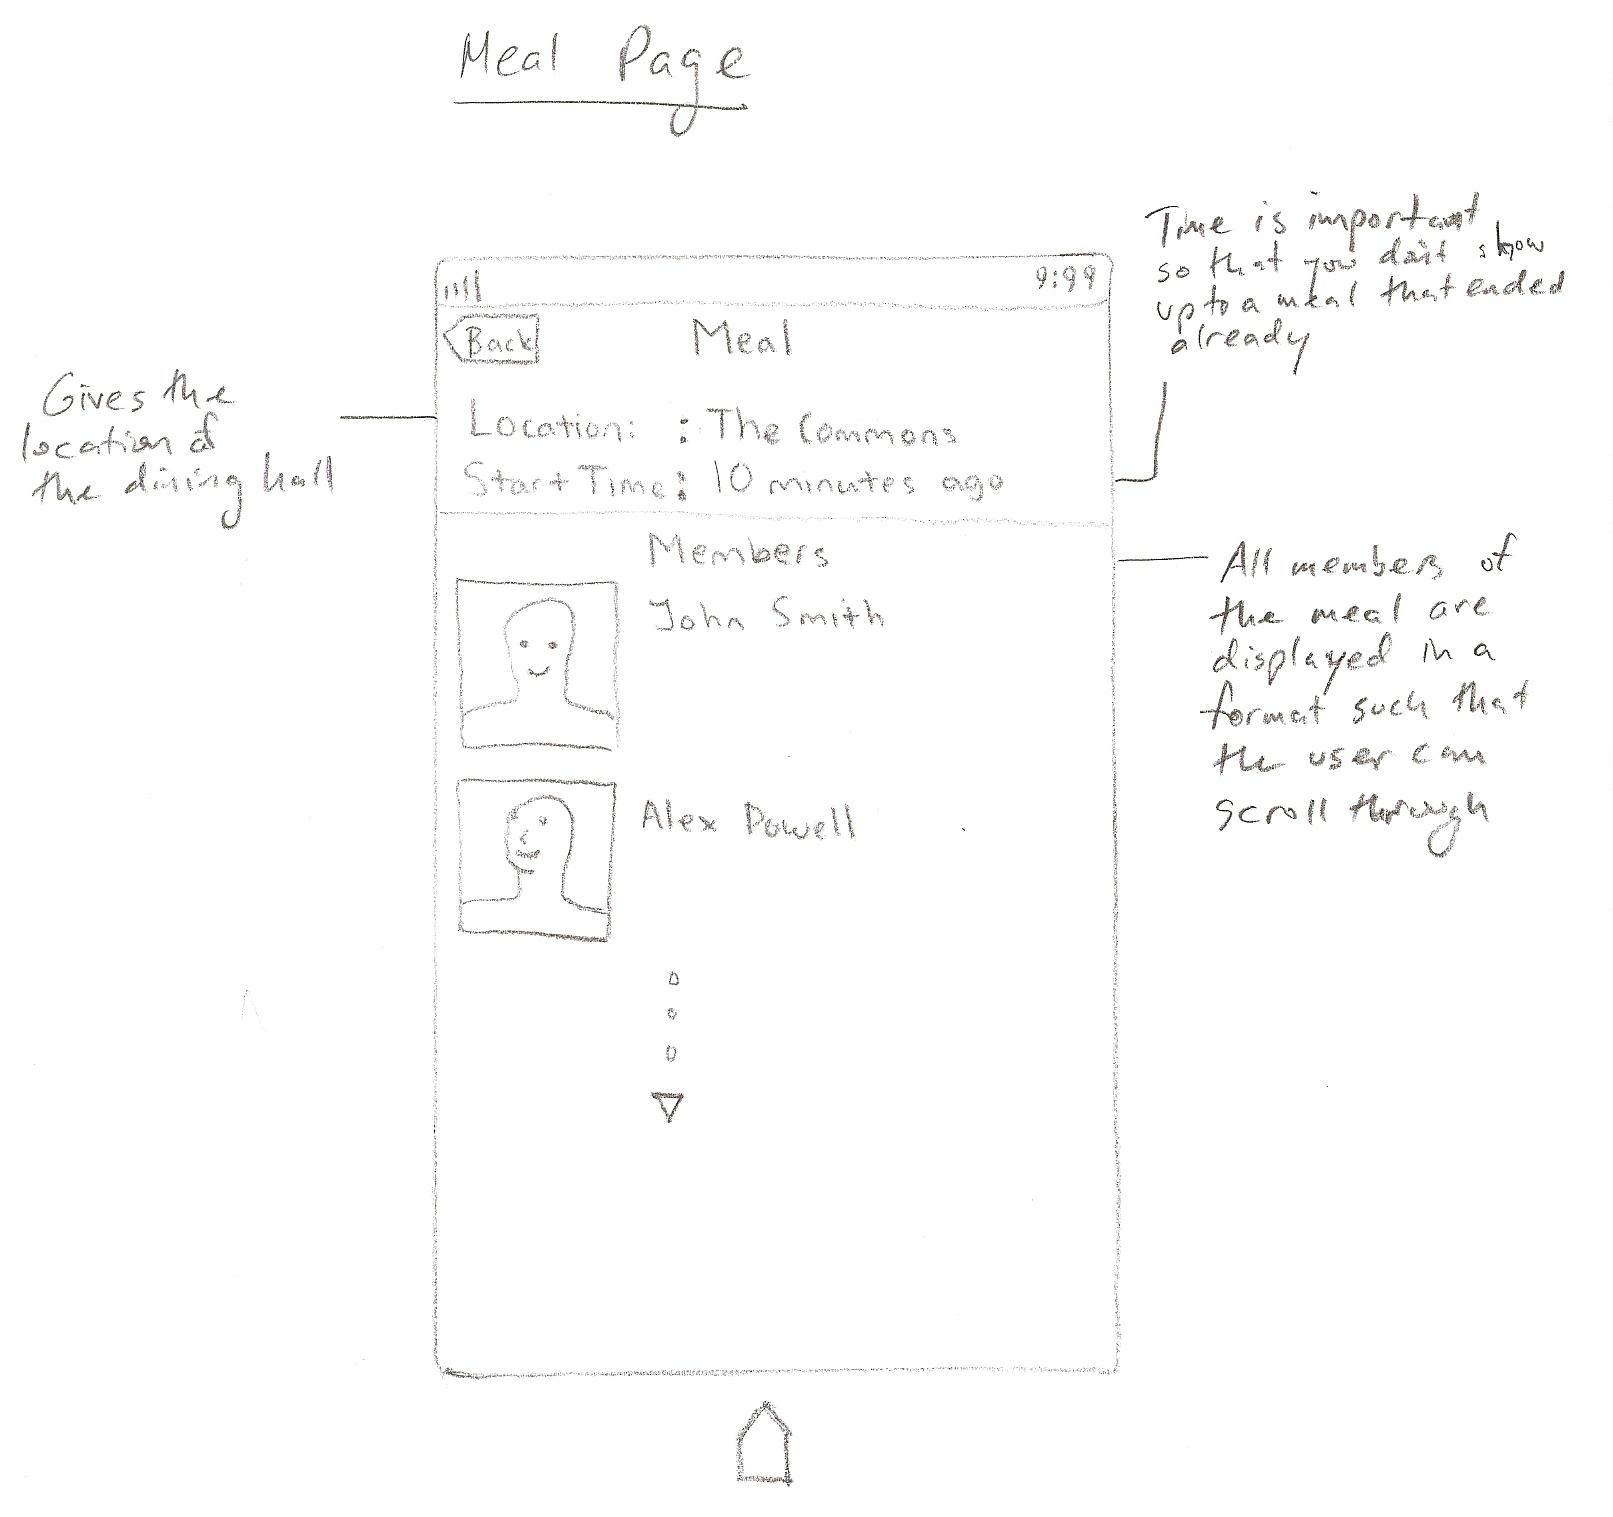 Meal Page
Time is important
so that you don't show
up to a meal that ended
already
9:99
Back
Meal
Gives the
location of
the dining hall
Location: : The Commons
Start Time: 10 minutes ago
Members
John Smith
Alex Powell
All members of
the meal are
displayed in a
format such that
the user can
scroll through